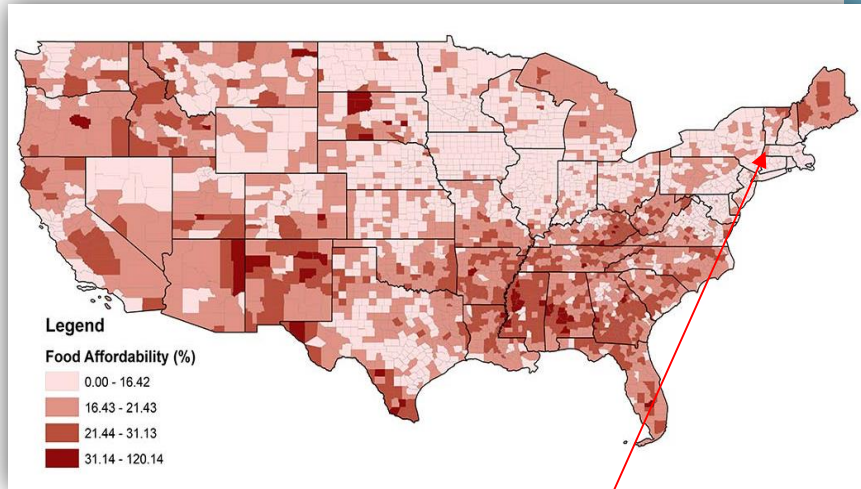 Legend
Food Affordability (%)
0.00 - 16.42
16.43 - 21.43
21.44 - 31.13
31.14 - 120.14